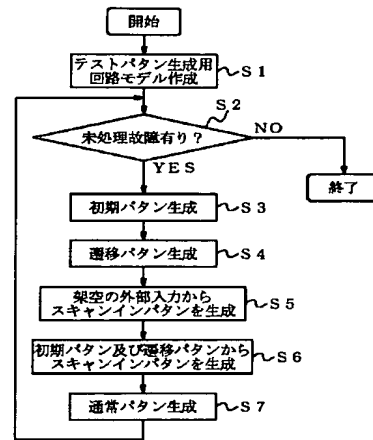 開始
テストパタン生成用
回路モデル作成
S1
S2
未処理故障有り？
NO
YES
終了
初期パタン生成
S3
遷移パタン生成
S4
架空の外部入力から
スキャンインパタンを生成
S5
初期パタン及び遷移パタンから
スキャンインパタンを生成
S6
通常パタン生成
S7